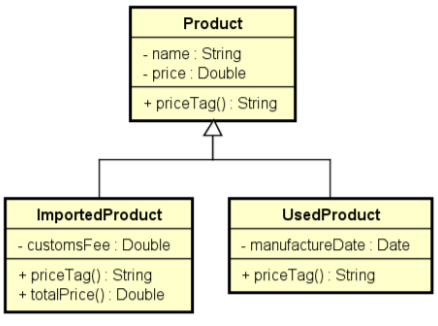 Product
- name : String
- price : Double
+ priceTag() : String
ImportedProduct
- customsFee : Double
+ priceTag() : String
+ totalPrice() : Double
UsedProduct
- manufactureDate : Date
+ priceTag() : String